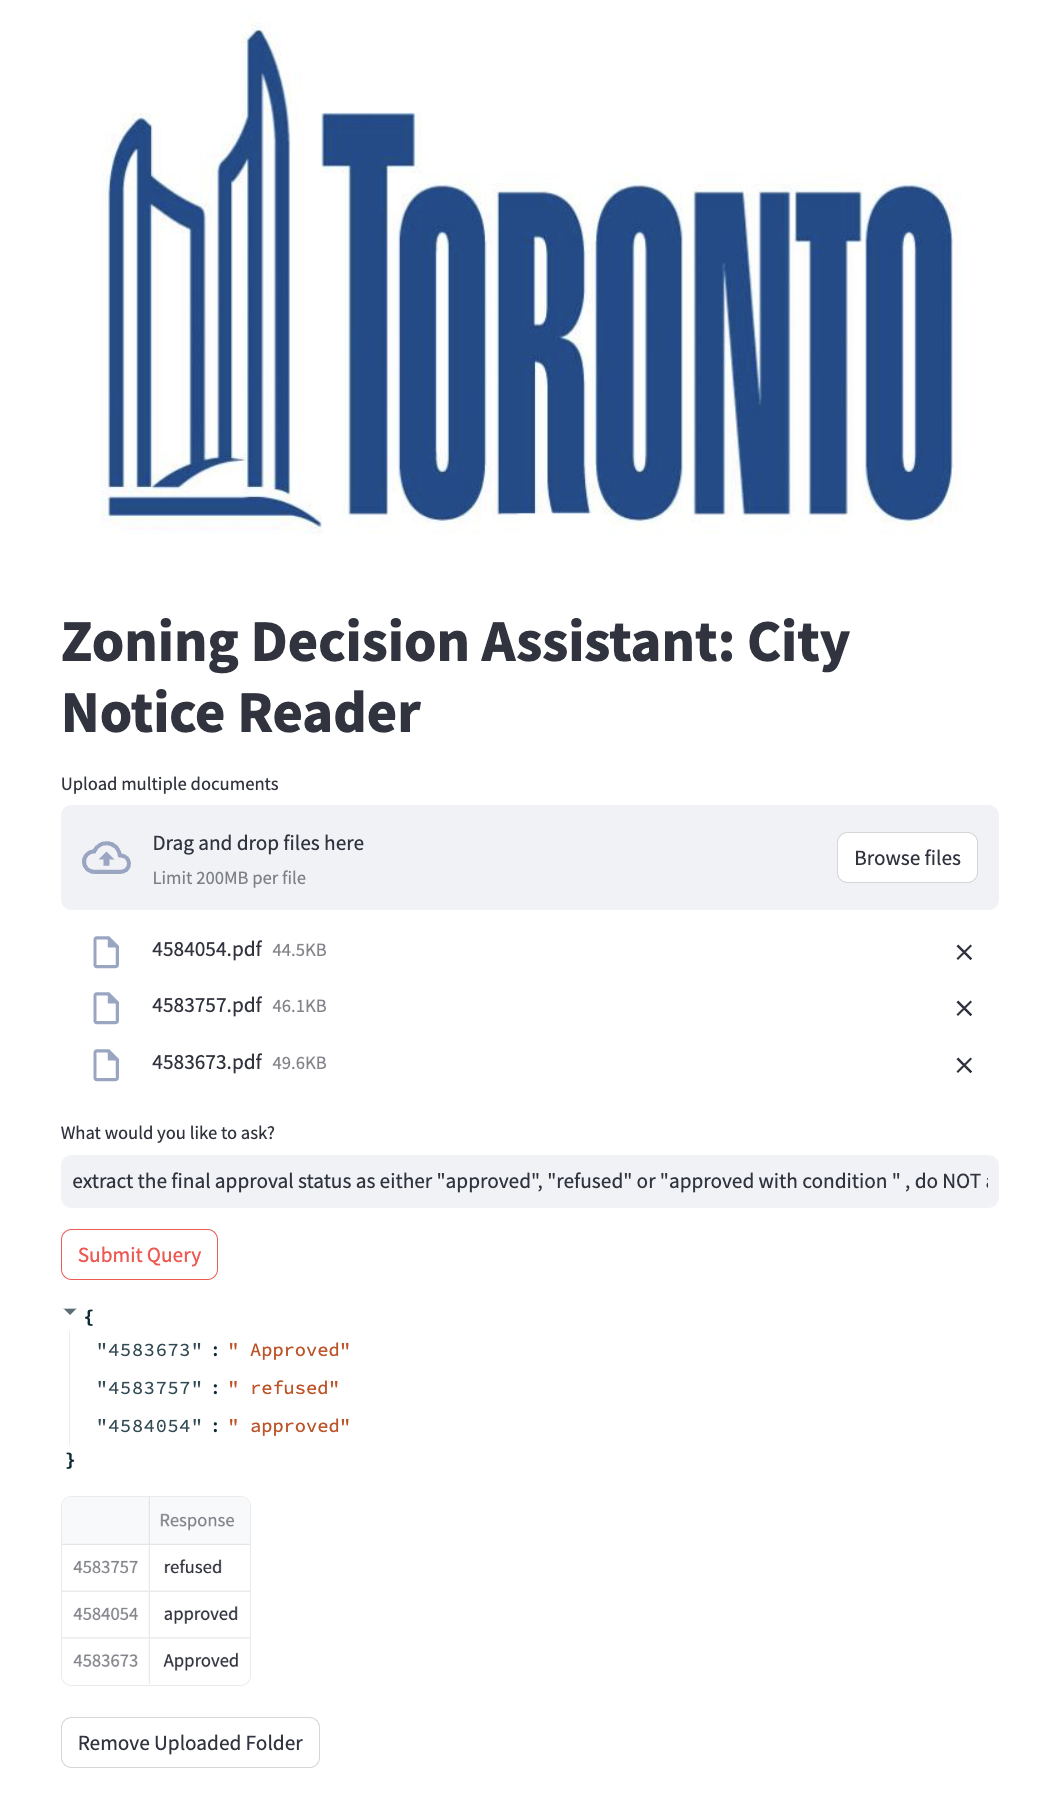 TORONTO
Zoning Decision Assistant: City
Notice Reader
Upload multiple documents
Drag and drop files here
Limit 200MB per file
Browse files
4584054.pdf 44.5KB
4583757.pdf 46.1KB
4583673.pdf 49.6KB
What would you like to ask?
extract the final approval status as either "approved", "refused" or "approved with condition " , do NOT
Submit Query
{
"4583673" : " Approved"
"4583757" : " refused"
"4584054" : " approved"
}
Response
4583757 refused
4584054 approved
4583673 Approved
Remove Uploaded Folder